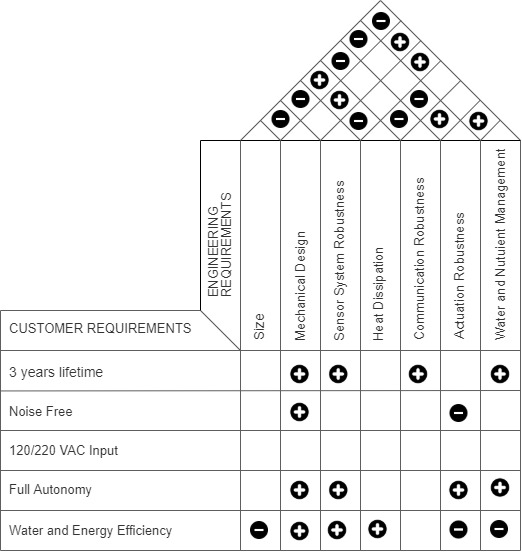 ENGINEERING
REQUIREMENTS
Size
Mechanical Design
Sensor System Robustness
Heat Dissipation
Communication Robustness
Actuation Robustness
Water and Nutuient Management
CUSTOMER REQUIREMENTS
3 years lifetime
Noise Free
120/220 VAC Input
Full Autonomy
Water and Energy Efficiency